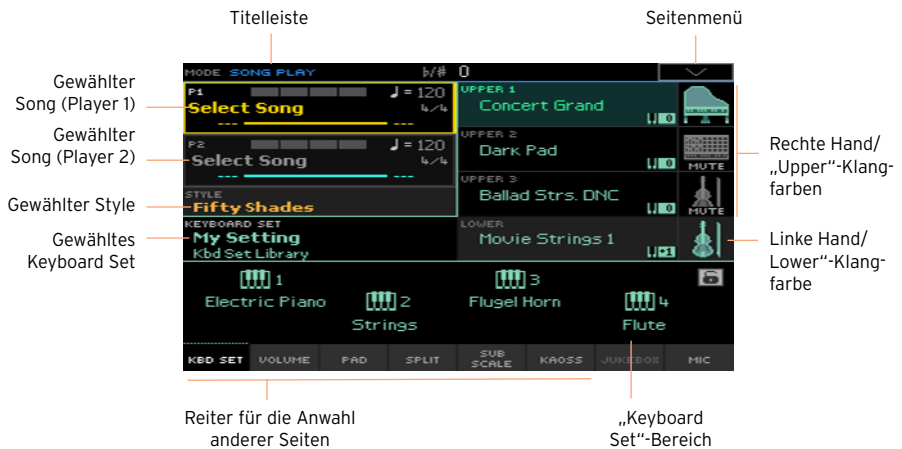 Titelleiste
Seitenmenü
MODE SONG PLAY ♭/# 0
Gewählter
Song (Player 1)
P1 ♩= 120
Select Song 4/4
--- ---
UPPER 1
Concert Grand
0
Gewählter
Song (Player 2)
P2 ♩= 120
Select Song 4/4
--- ---
UPPER 2
Dark Pad
0 MUTE
Rechte Hand/
„Upper“-Klang-
farben
Gewählter Style
STYLE
Fifty Shades
UPPER 3
Ballad Strs. DNC
0 MUTE
Gewähltes
Keyboard Set
KEYBOARD SET
My Setting
Kbd Set Library
LOWER
Movie Strings 1
+1
Linke Hand/
Lower“-Klang-
farbe
1
Electric Piano
2
Strings
3
Flugel Horn
4
Flute
KBD SET VOLUME PAD SPLIT SUB SCALE KAOSS JUKEBOX MIC
Reiter für die Anwahl
anderer Seiten
„Keyboard
Set“-Bereich